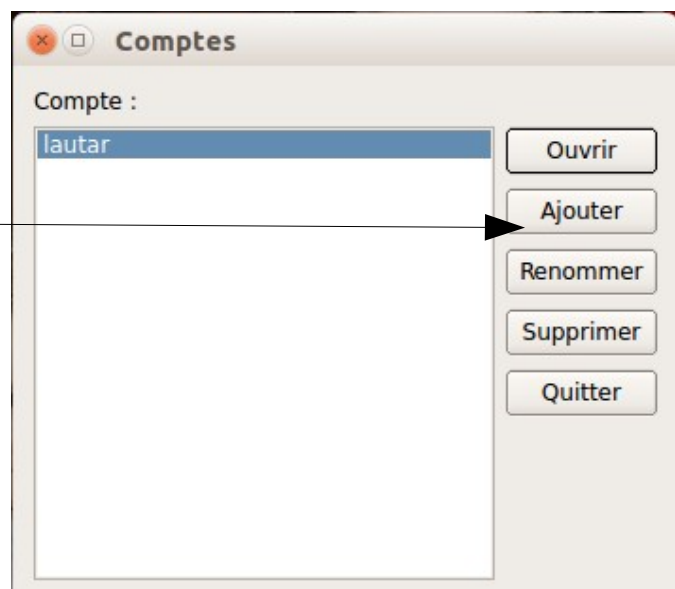 Comptes
Compte :
lautar
Ouvrir
Ajouter
Renommer
Supprimer
Quitter